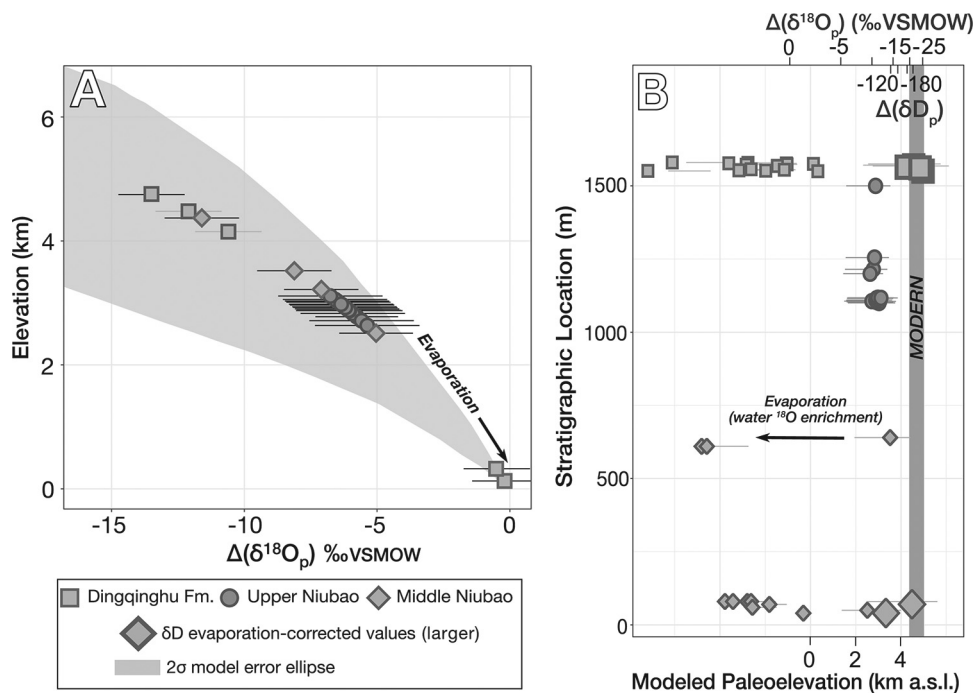 A
Elevation (km)
6
4
2
0
Evaporation
-15
-10
-5
0
Δ(δ¹⁸Oₚ) ‰VSMOW
Dingqinghu Fm.
Upper Niubao
Middle Niubao
δD evaporation-corrected values (larger)
2σ model error ellipse
Δ(δ¹⁸Oₚ) (‰VSMOW)
0
-5
-15
-25
-120
-180
Δ(δDₚ)
B
Stratigraphic Location (m)
1500
1000
500
0
MODERN
Evaporation
(water ¹⁸O enrichment)
0
2
4
Modeled Paleoelevation (km a.s.l.)